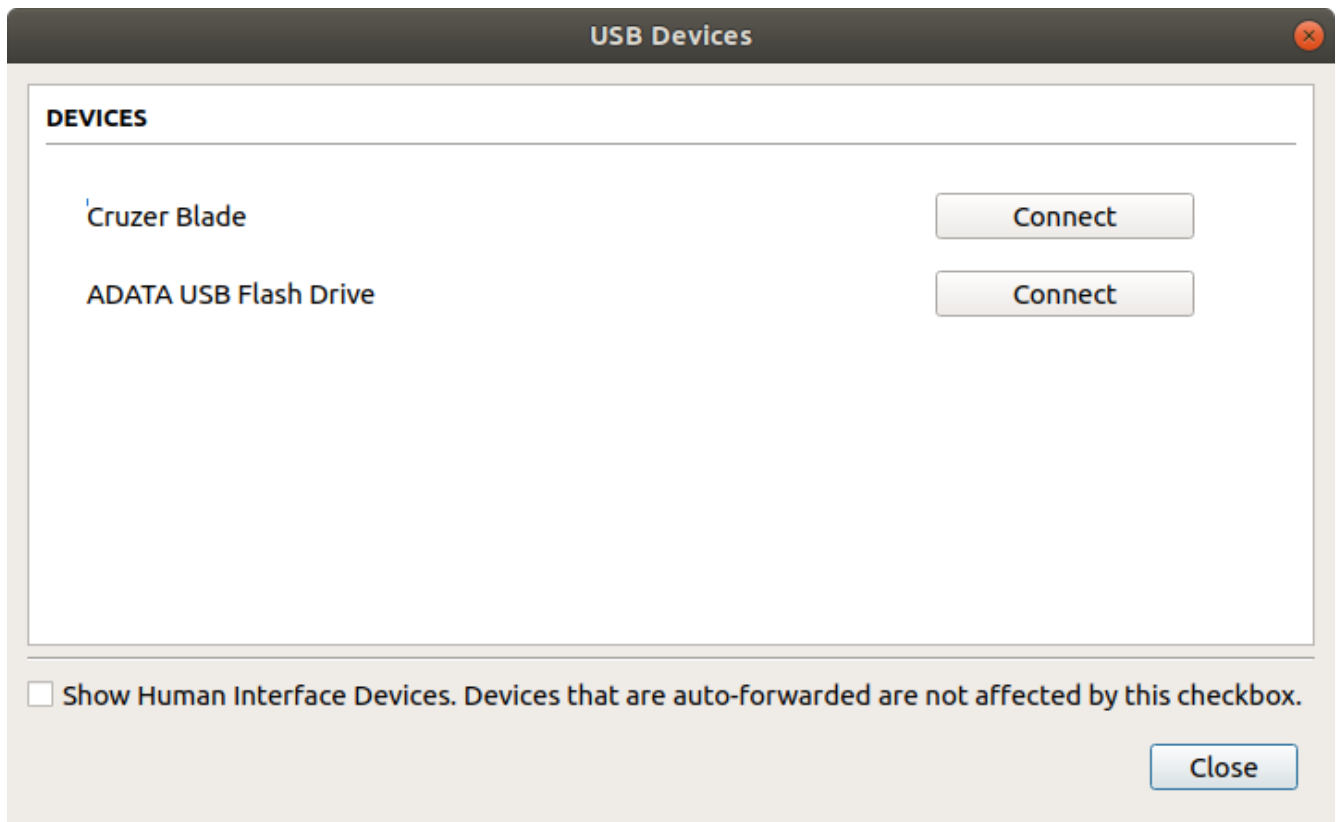 USB Devices
DEVICES
Cruzer Blade
Connect
ADATA USB Flash Drive
Connect
Show Human Interface Devices. Devices that are auto-forwarded are not affected by this checkbox.
Close